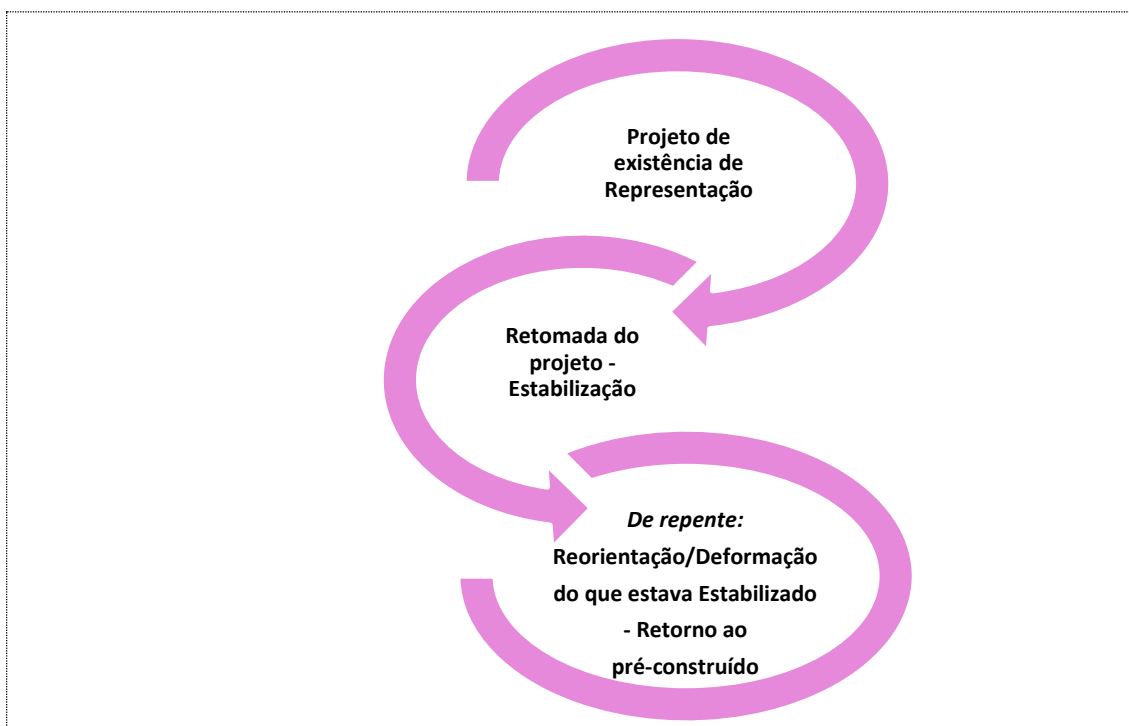 Projeto de
existência de
Representação
Retomada do
projeto -
Estabilização
De repente:
Reorientação/Deformação
do que estava Estabilizado
- Retorno ao
pré-construído